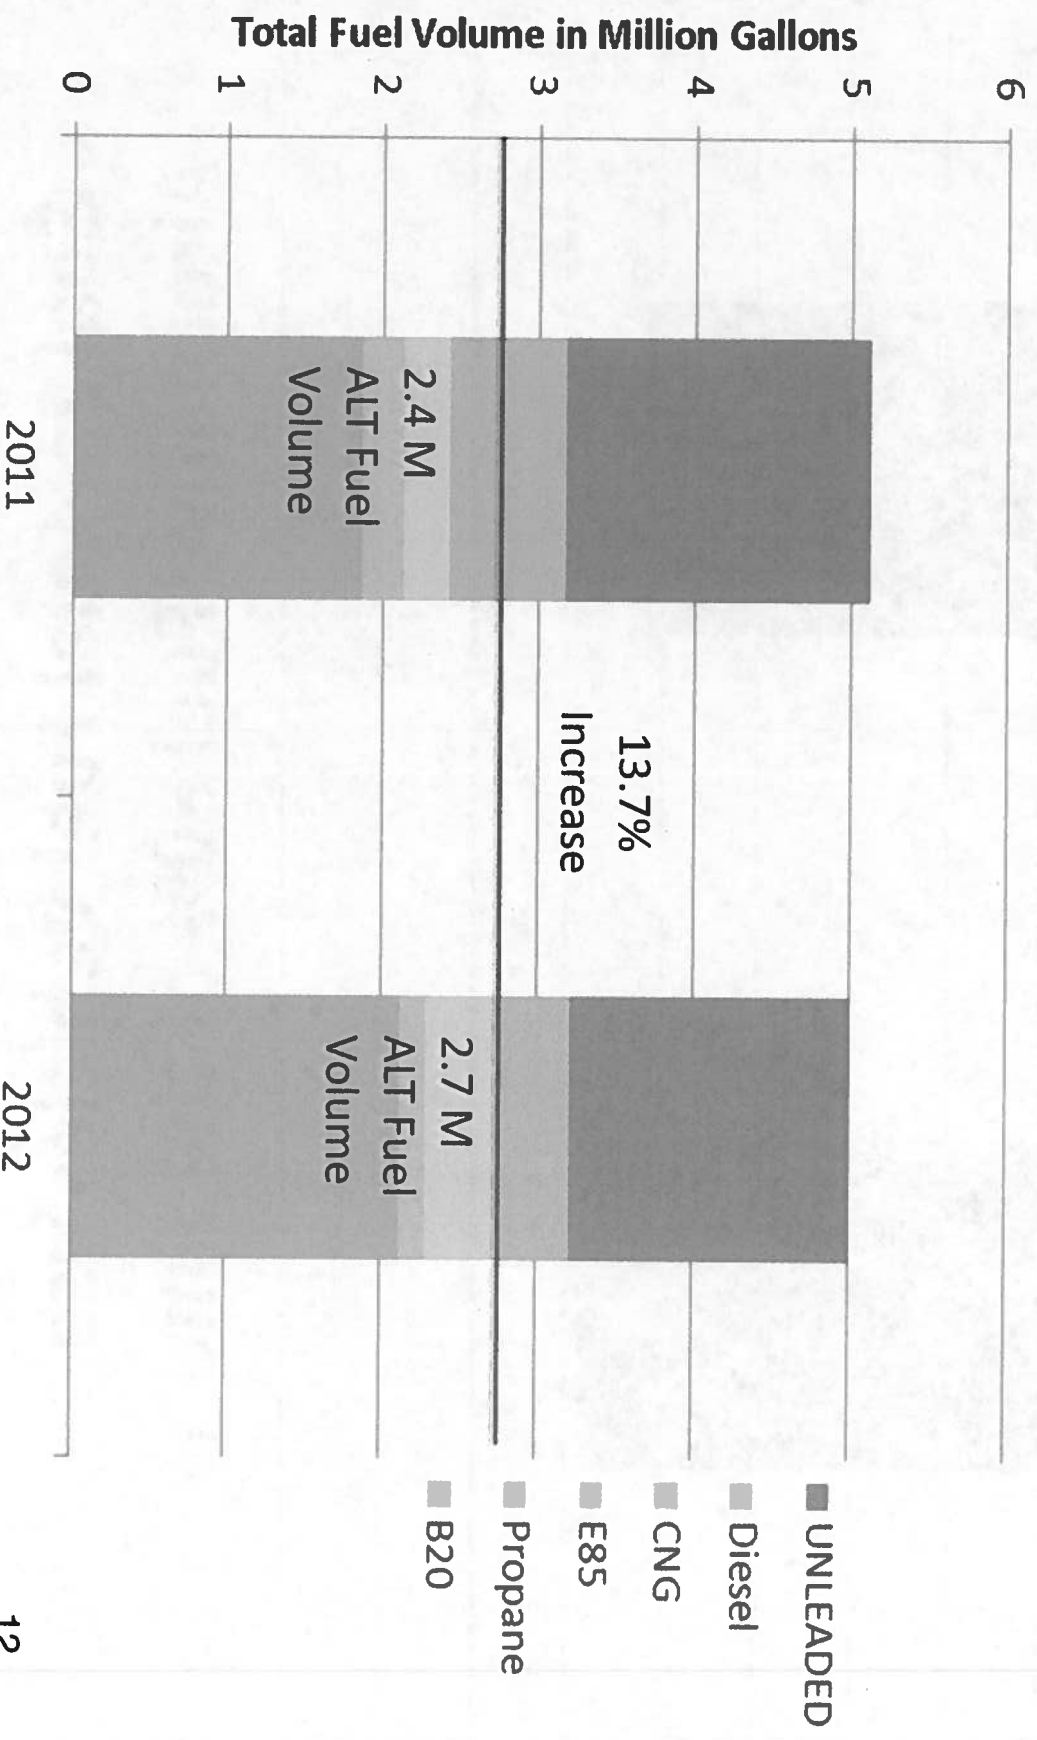 Total Fuel Volume in Million Gallons
6
5
4
3
2
1
0
13.7%
Increase
2.4 M
ALT Fuel
Volume
2.7 M
ALT Fuel
Volume
2011
2012
UNLEADED
Diesel
CNG
E85
Propane
B20
12